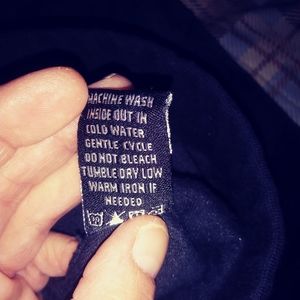 MACHINE WASH
INSIDE OUT IN
COLD WATER
GENTLE CYCLE
DO NOT BLEACH
TUMBLE DRY LOW
WARM IRON IF
NEEDED